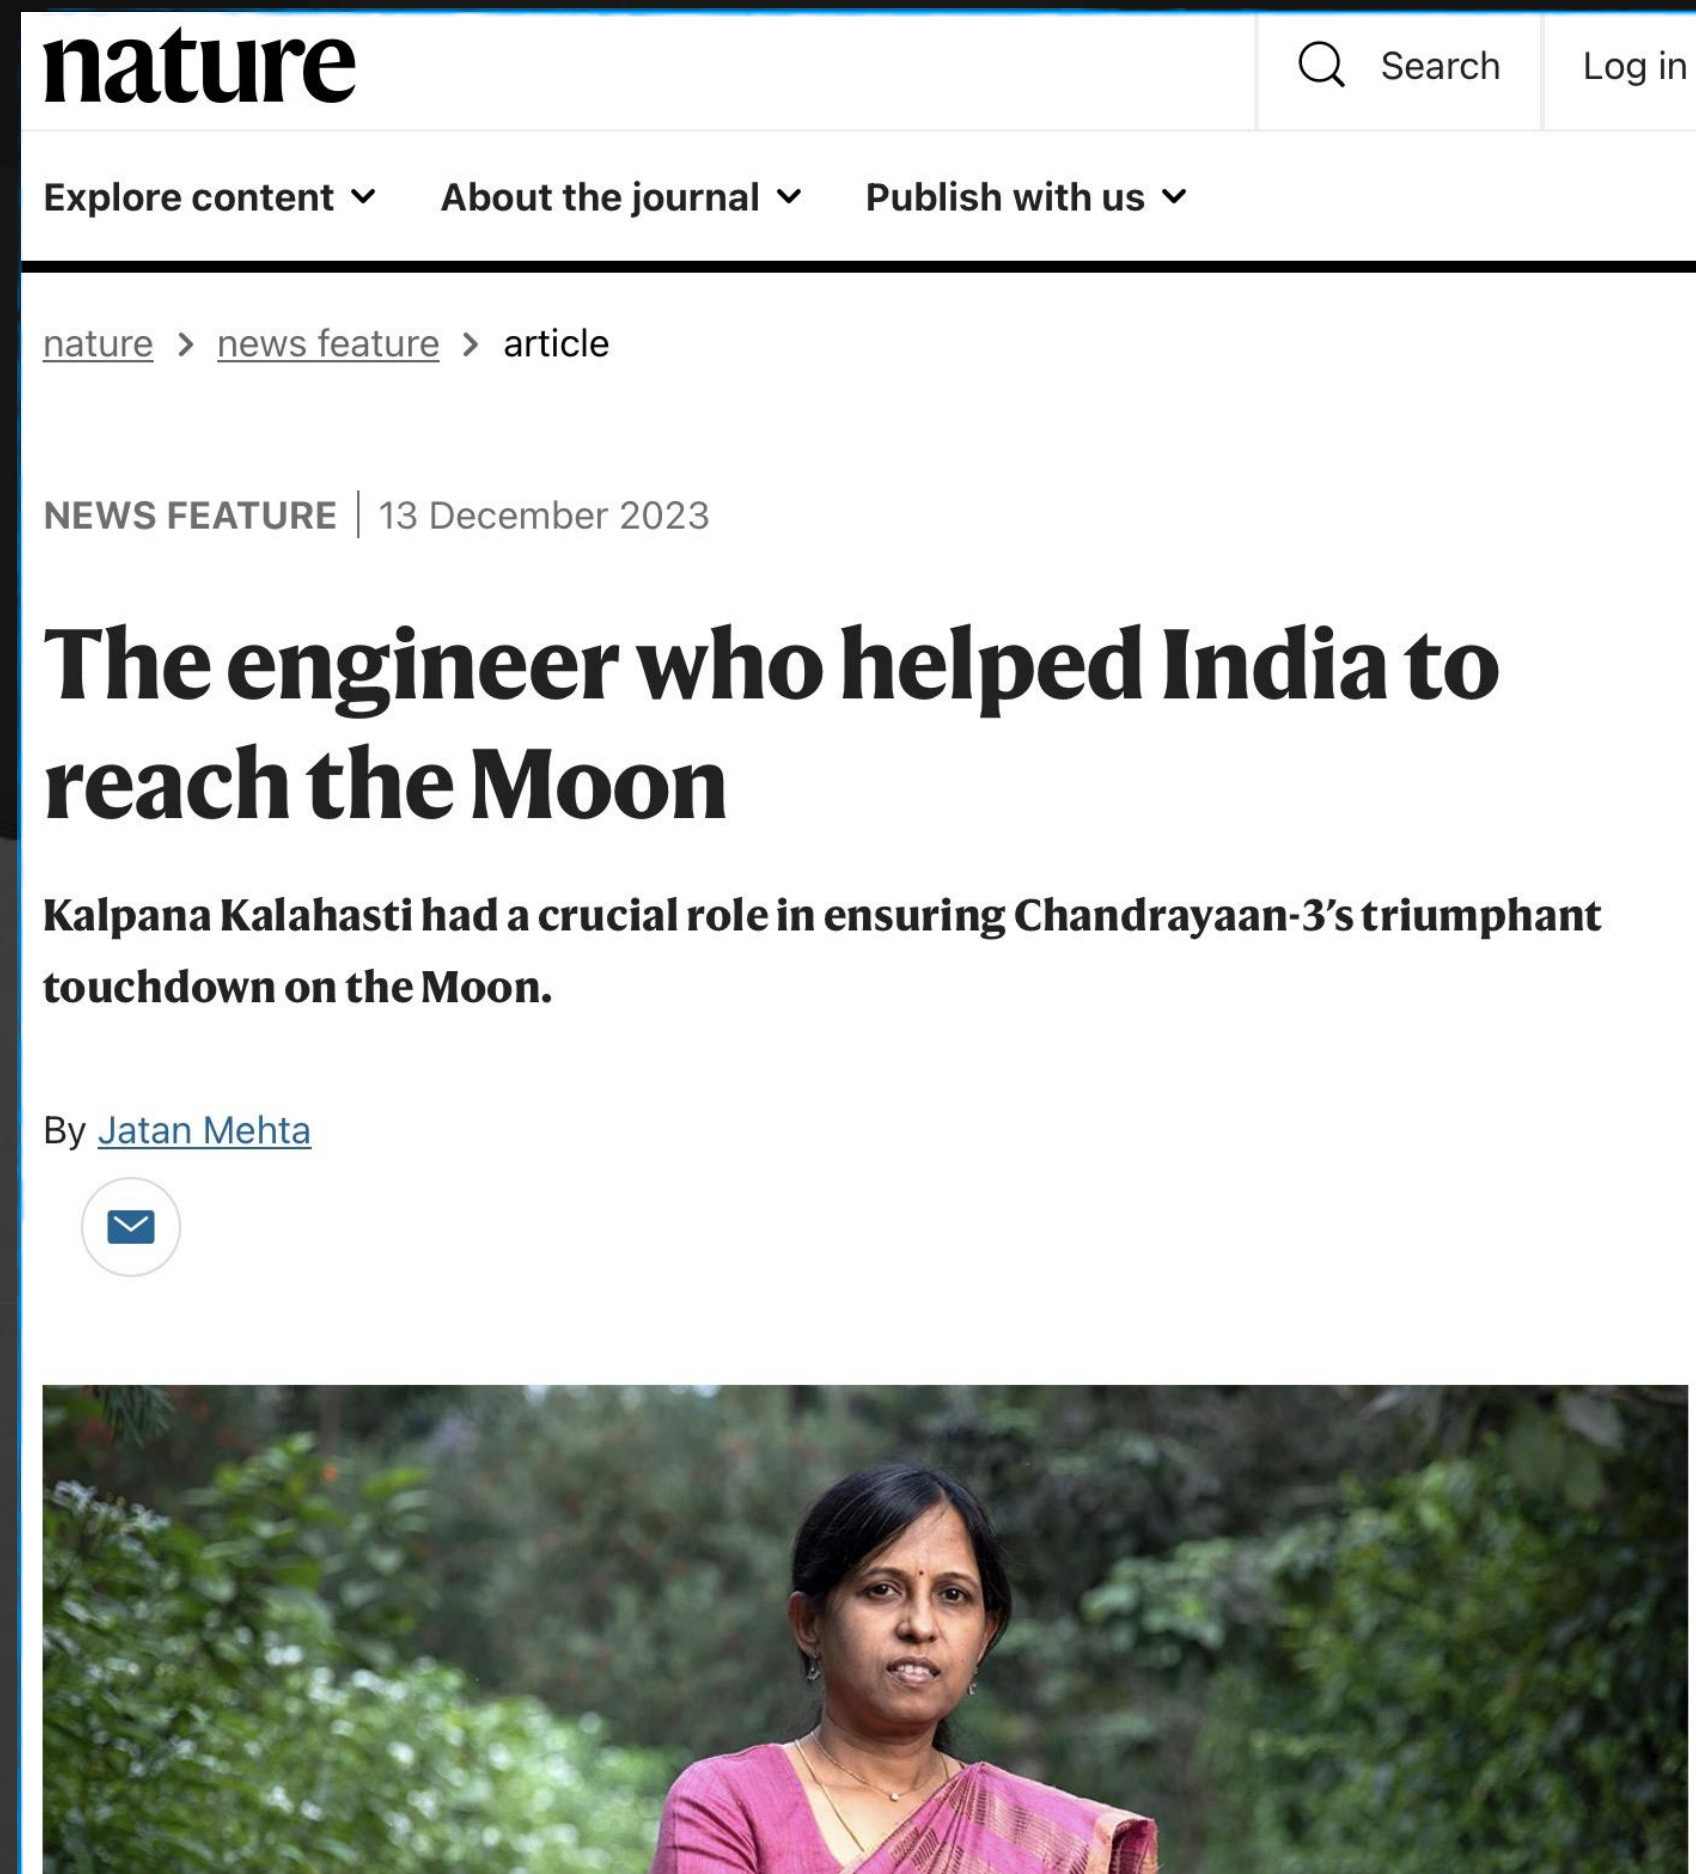 nature
Search
Log in
Explore content
About the journal
Publish with us
nature > news feature > article
NEWS FEATURE | 13 December 2023
The engineer who helped India to
reach the Moon
Kalpana Kalahasti had a crucial role in ensuring Chandrayaan-3’s triumphant
touchdown on the Moon.
By Jatan Mehta